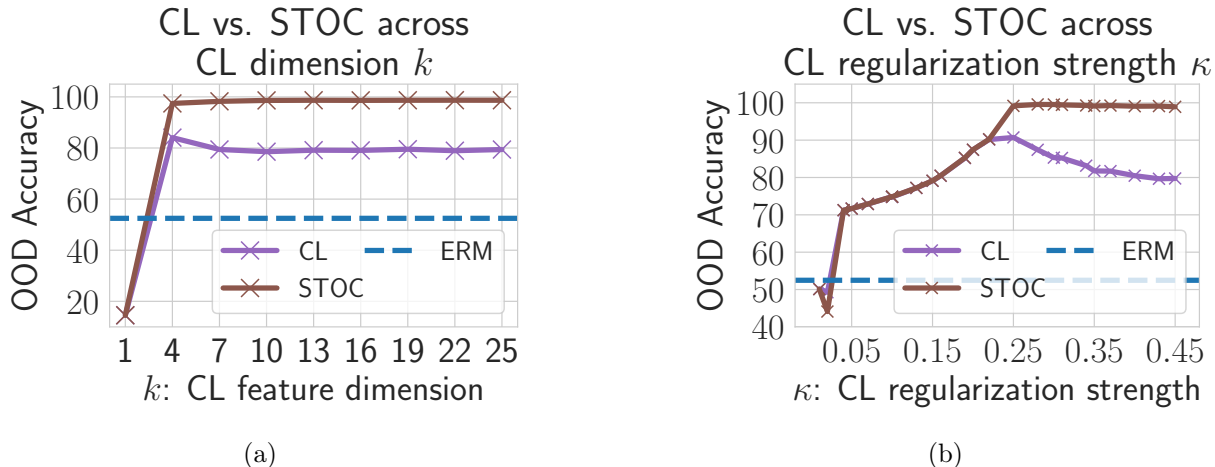 CL vs. STOC across
CL dimension k
OOD Accuracy
100
80
60
40
20
CL
ERM
STOC
1 4 7 10 13 16 19 22 25
k: CL feature dimension
(a)
CL vs. STOC across
CL regularization strength κ
OOD Accuracy
100
90
80
70
60
50
40
CL
ERM
STOC
0.05 0.15 0.25 0.35 0.45
κ: CL regularization strength
(b)